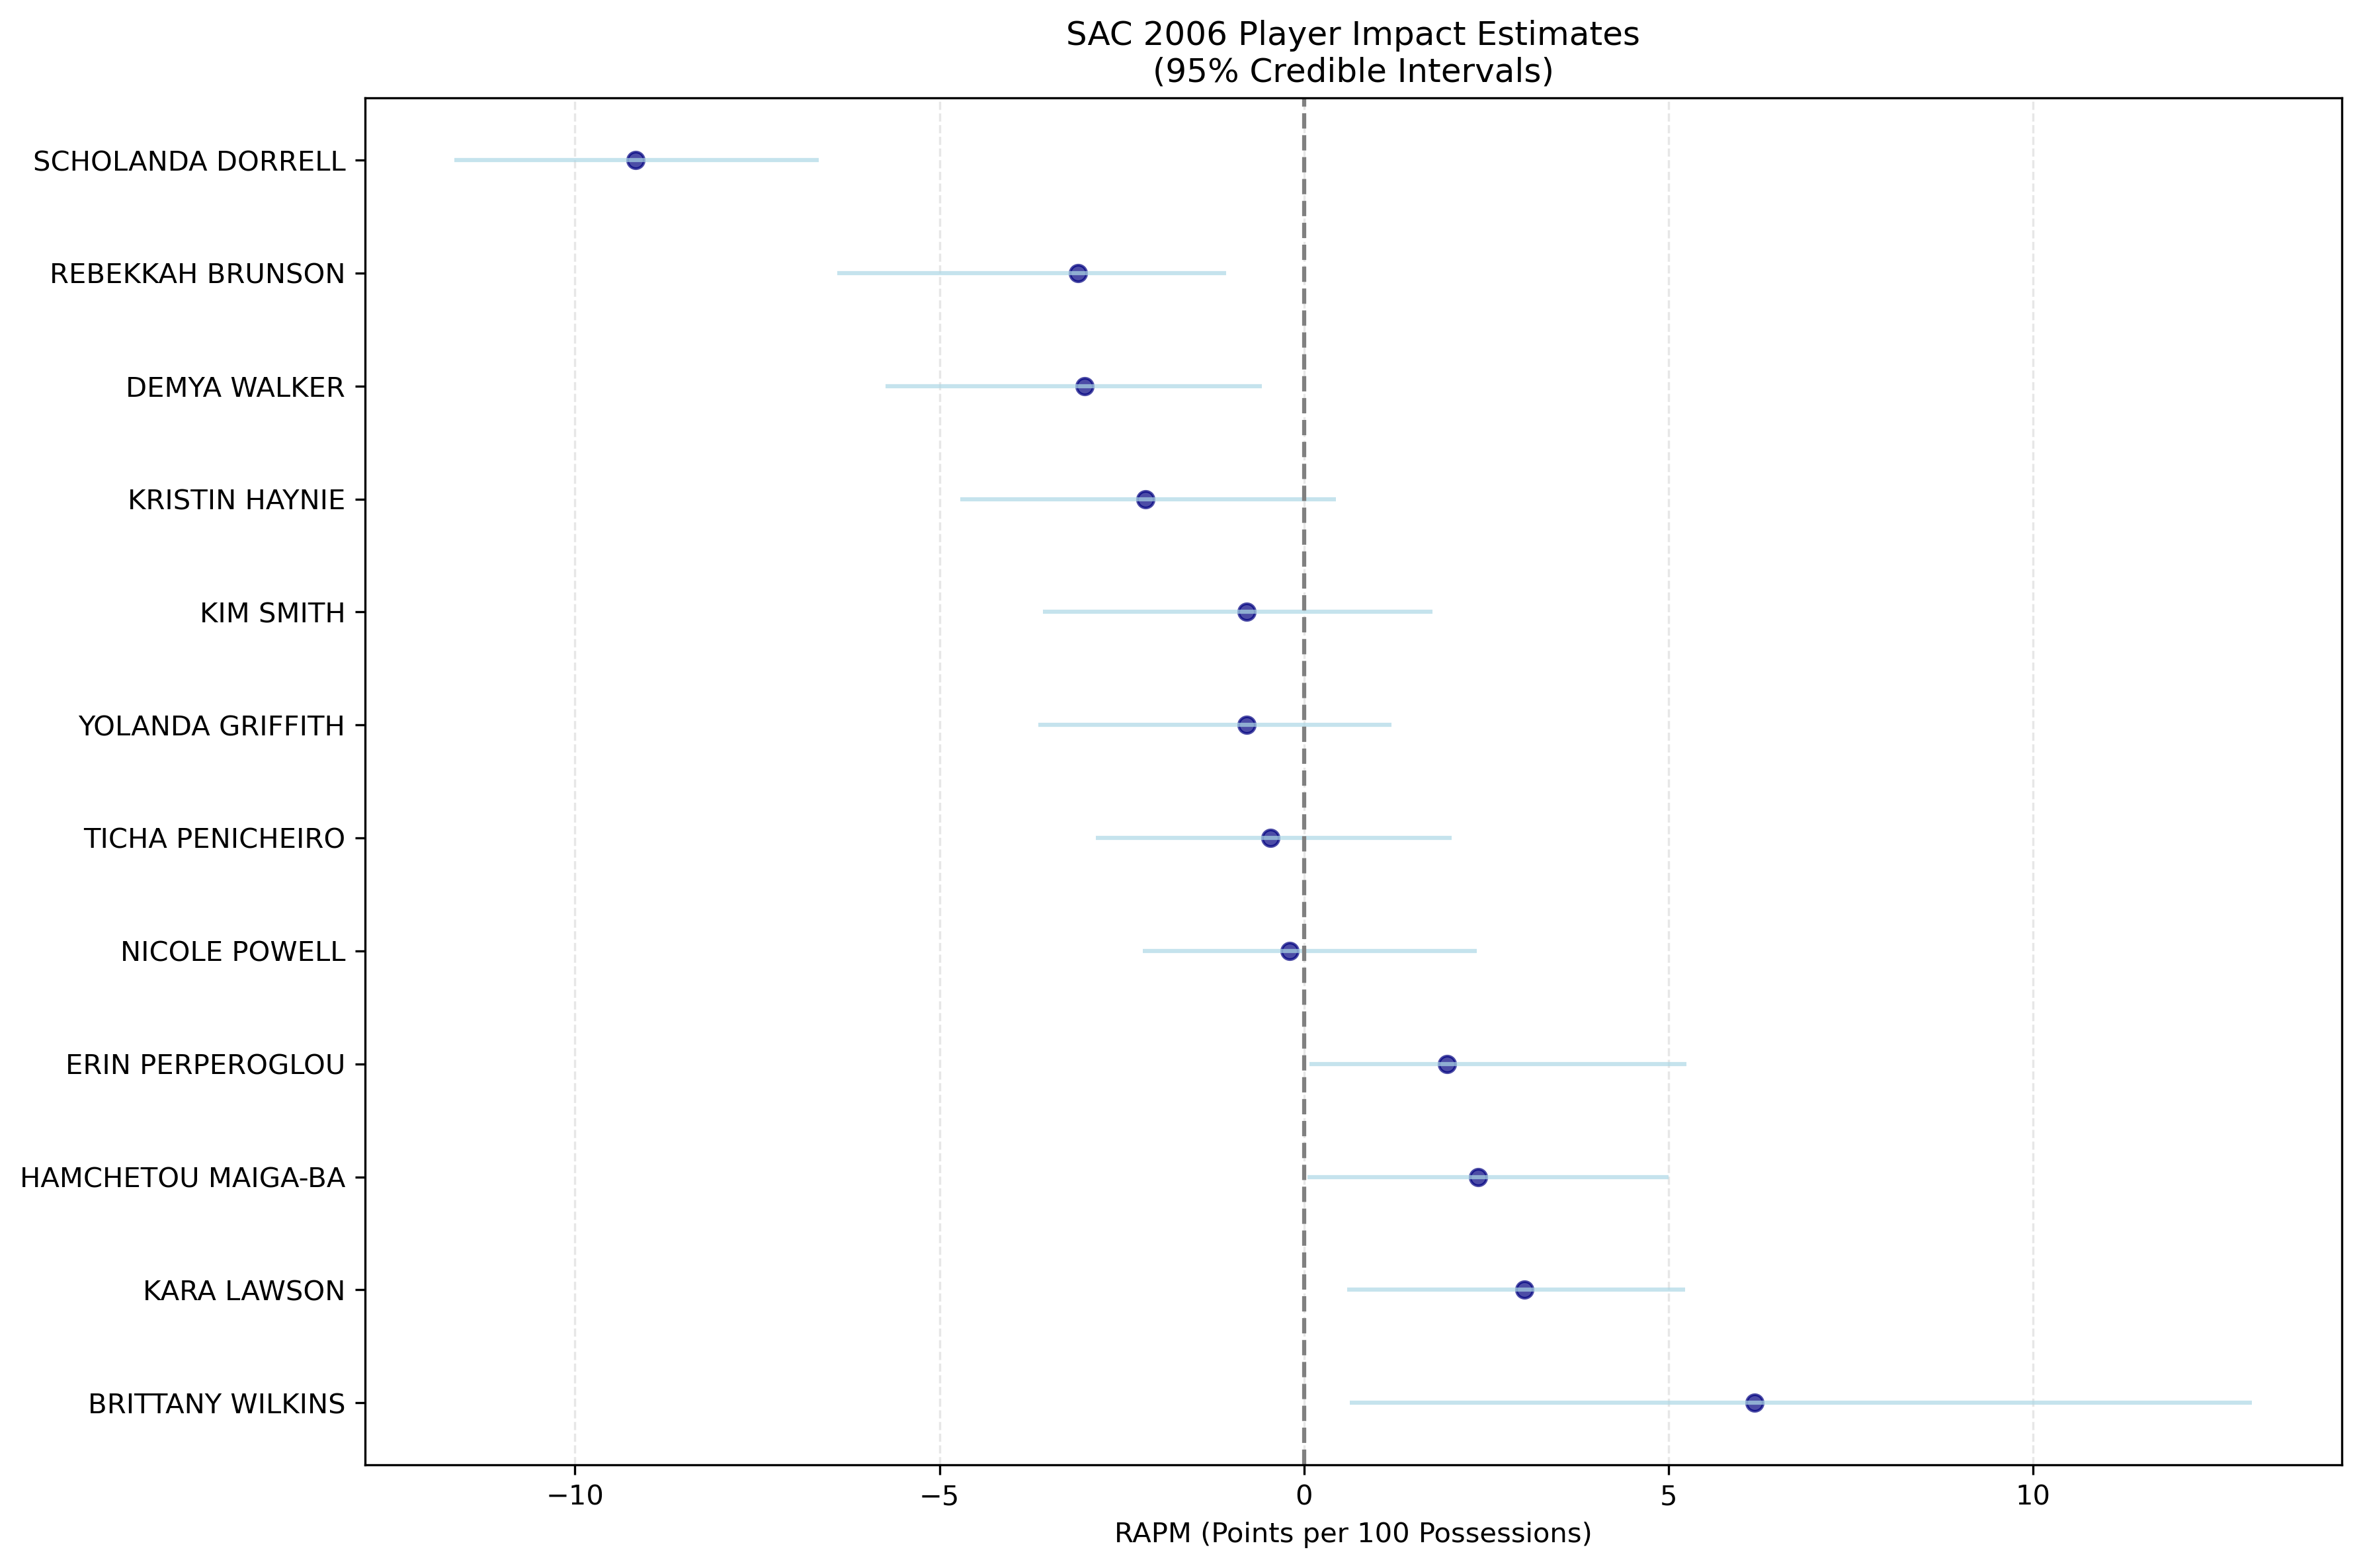 SAC 2006 Player Impact Estimates
(95% Credible Intervals)
SCHOLANDA DORRELL
REBEKKAH BRUNSON
DEMYA WALKER
KRISTIN HAYNIE
KIM SMITH
YOLANDA GRIFFITH
TICHA PENICHEIRO
NICOLE POWELL
ERIN PERPEROGLOU
HAMCHETOU MAIGA-BA
KARA LAWSON
BRITTANY WILKINS
−10 −5 0 5 10
RAPM (Points per 100 Possessions)